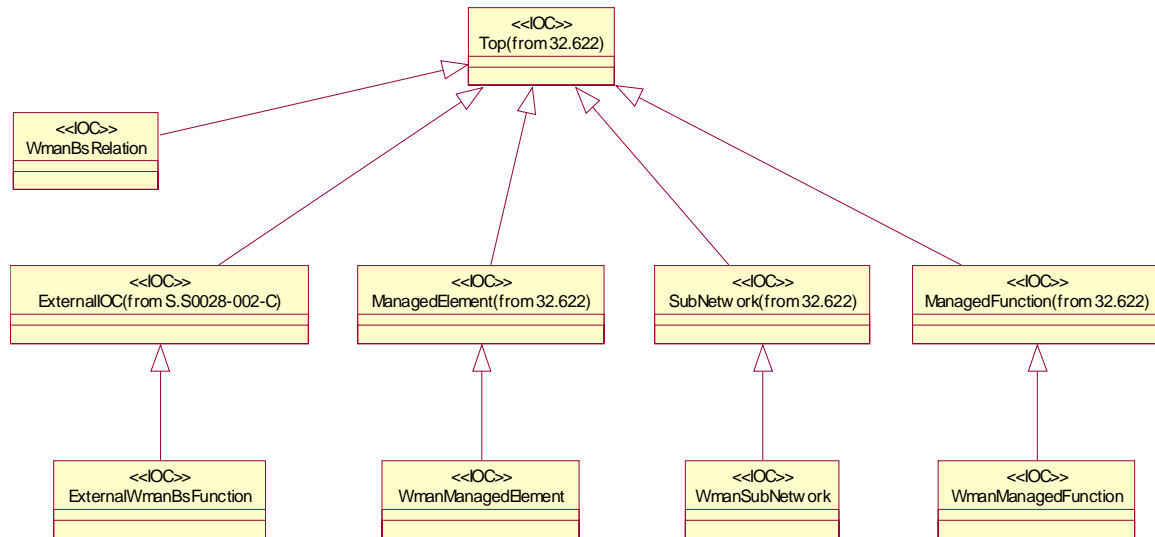 <<IOC>>
Top(from 32.622)
<<IOC>>
WmanBsRelation
<<IOC>>
ExternalIOC(from S.S0028-002-C)
<<IOC>>
ManagedElement(from 32.622)
<<IOC>>
SubNetwork(from 32.622)
<<IOC>>
ManagedFunction(from 32.622)
<<IOC>>
ExternalWmanBsFunction
<<IOC>>
WmanManagedElement
<<IOC>>
WmanSubNetwork
<<IOC>>
WmanManagedFunction